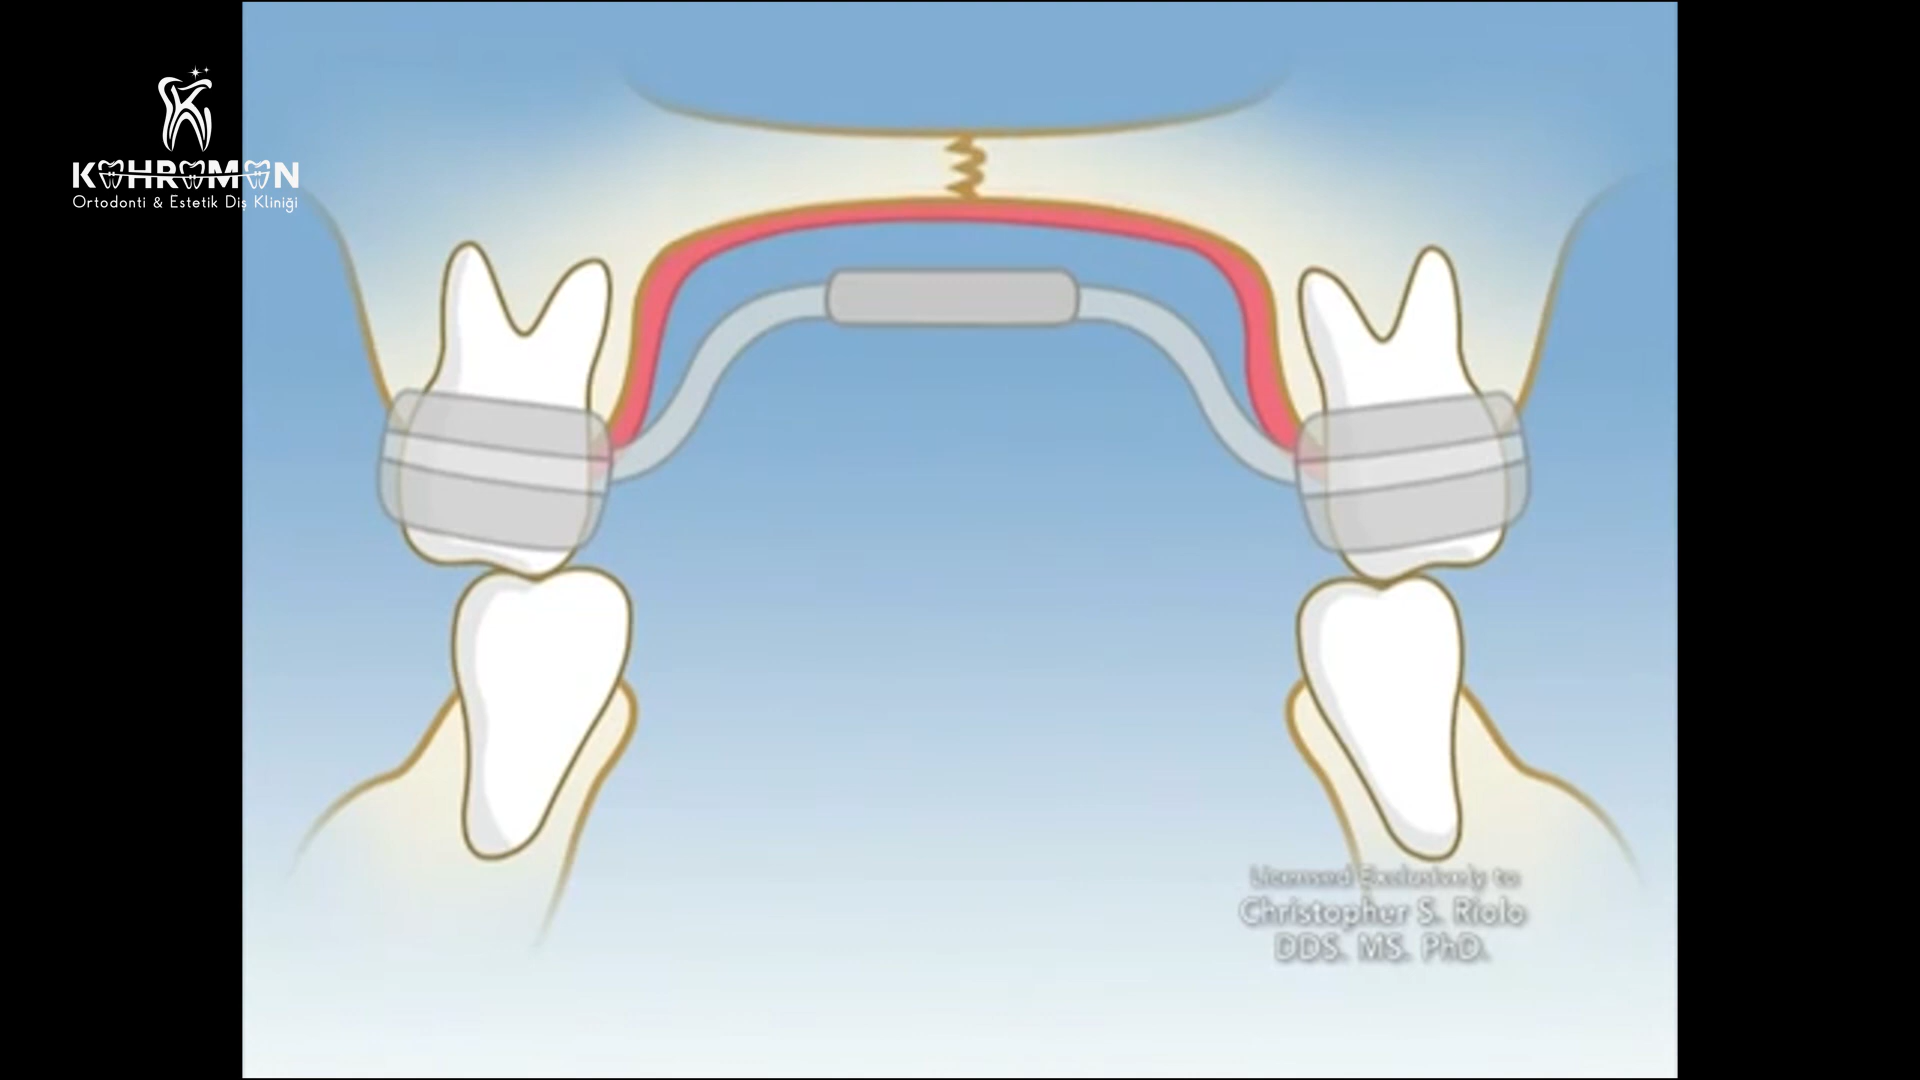 KAHRAMAN
Ortodonti & Estetik Diş Kliniği
Licensed Exclusively to
Christopher S. Riolo
DDS. MS. PhD.